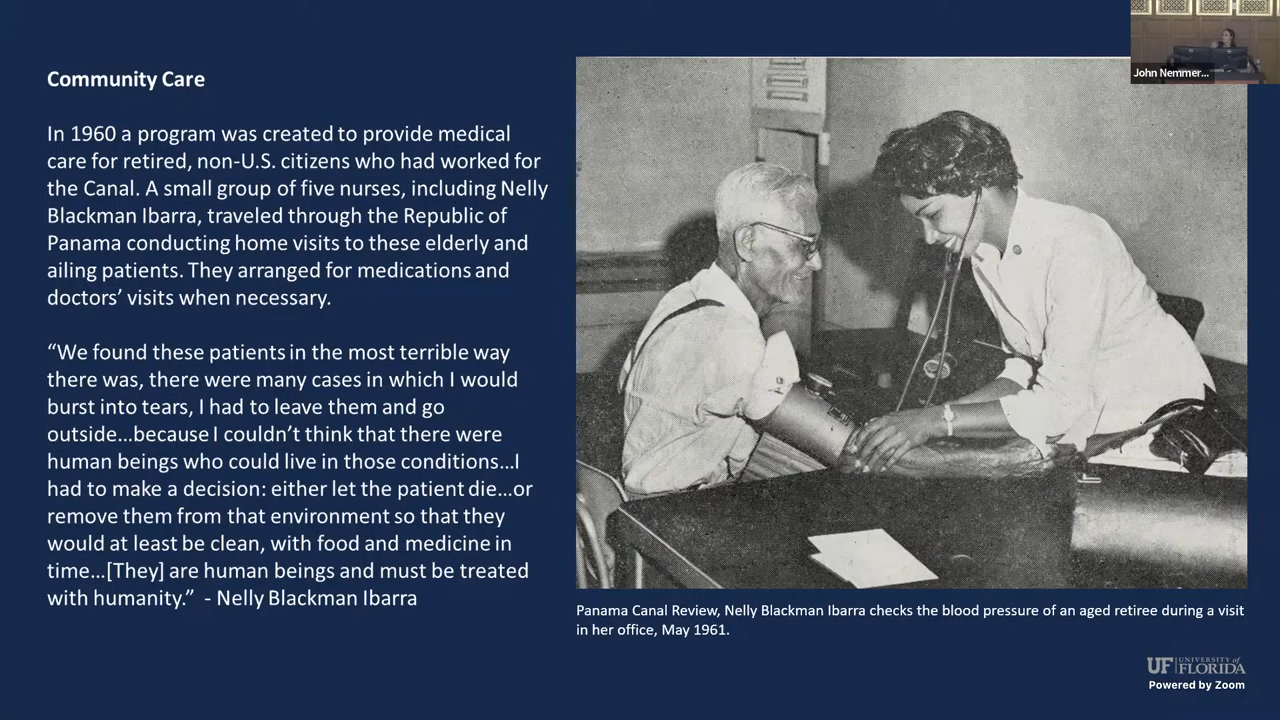 John Nemmer...
Community Care
In 1960 a program was created to provide medical
care for retired, non-U.S. citizens who had worked for
the Canal. A small group of five nurses, including Nelly
Blackman Ibarra, traveled through the Republic of
Panama conducting home visits to these elderly and
ailing patients. They arranged for medications and
doctors’ visits when necessary.
“We found these patients in the most terrible way
there was, there were many cases in which I would
burst into tears, I had to leave them and go
outside…because I couldn’t think that there were
human beings who could live in those conditions…I
had to make a decision: either let the patient die…or
remove them from that environment so that they
would at least be clean, with food and medicine in
time…[They] are human beings and must be treated
with humanity.” - Nelly Blackman Ibarra
Panama Canal Review, Nelly Blackman Ibarra checks the blood pressure of an aged retiree during a visit
in her office, May 1961.
UF UNIVERSITY of
FLORIDA
Powered by Zoom